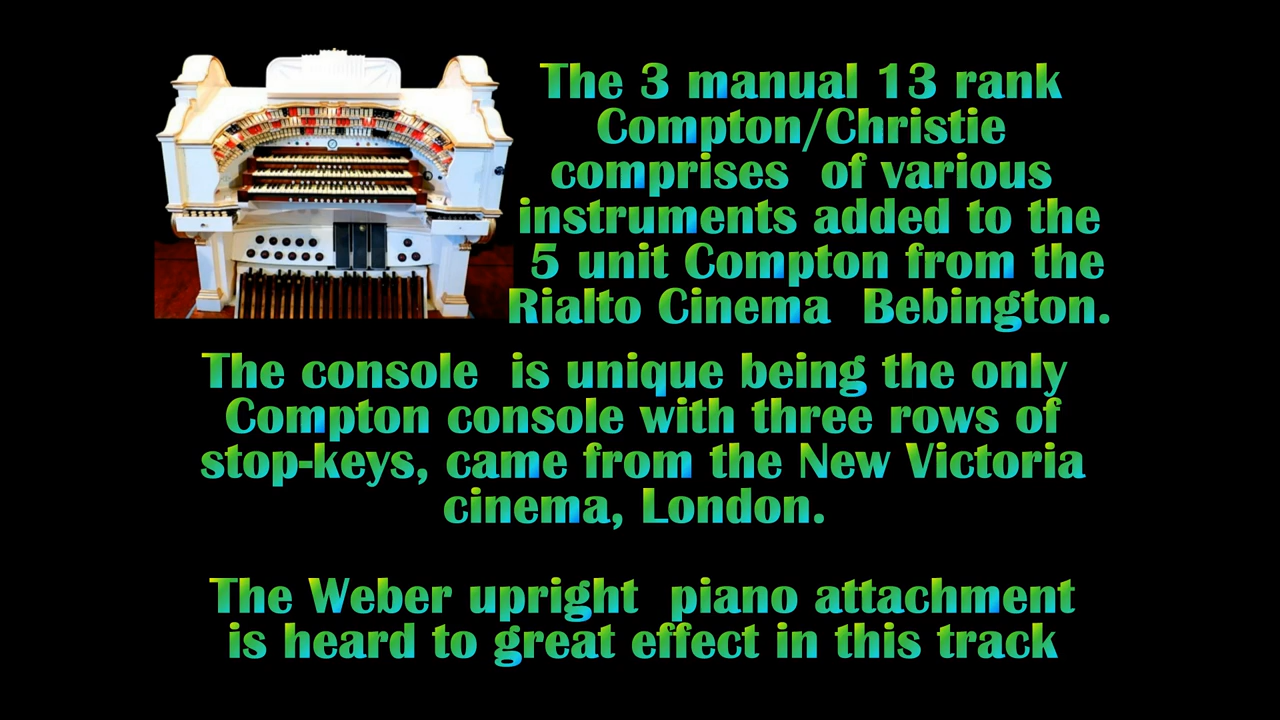 The 3 manual 13 rank
Compton/Christie
comprises of various
instruments added to the
5 unit Compton from the
Rialto Cinema Bebington.
The console is unique being the only
Compton console with three rows of
stop-keys, came from the New Victoria
cinema, London.
The Weber upright piano attachment
is heard to great effect in this track